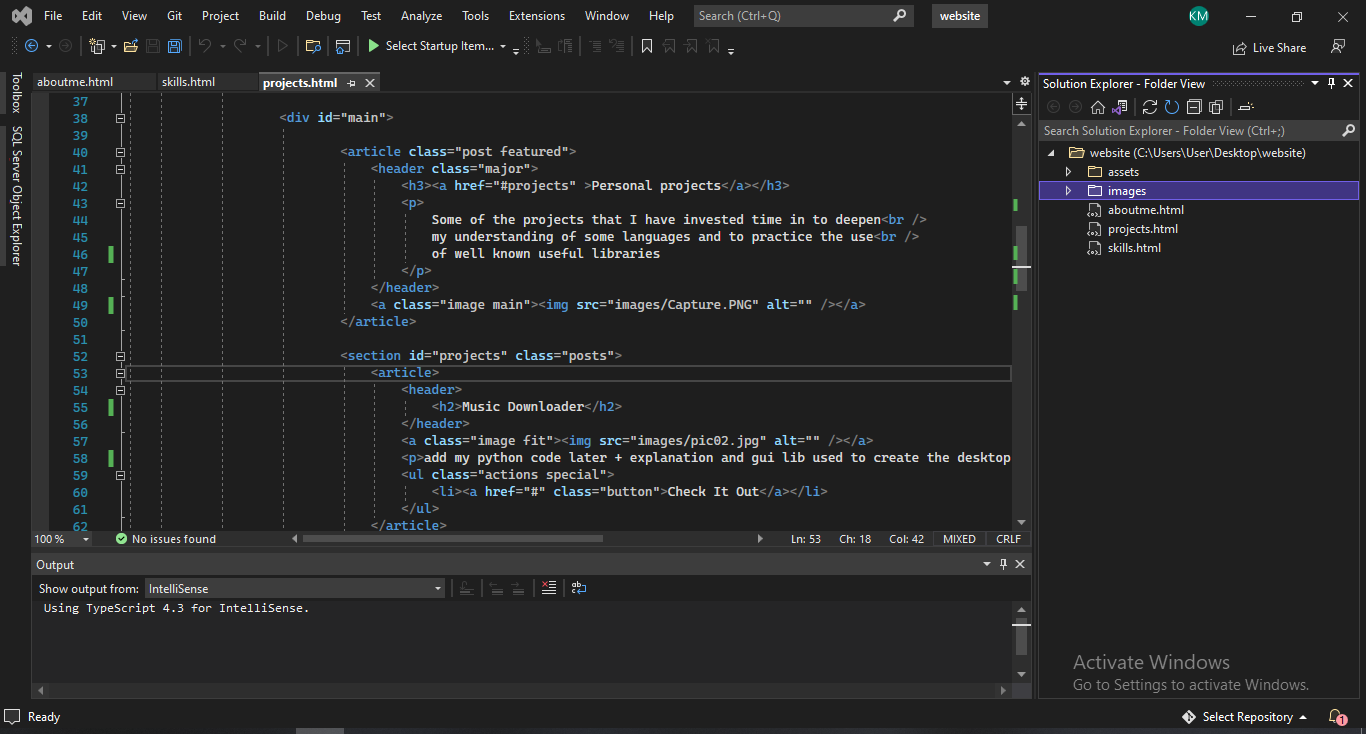 File Edit View Git Project Build Debug Test Analyze Tools Extensions Window Help Search (Ctrl+Q) website KM
Select Startup Item... Live Share
Toolbox
SQL Server Object Explorer
aboutme.html skills.html projects.html
37
38 <div id="main">
39
40 <article class="post featured">
41 <header class="major">
42 <h3><a href="#projects" >Personal projects</a></h3>
43 <p>
44 Some of the projects that I have invested time in to deepen<br />
45 my understanding of some languages and to practice the use<br />
46 of well known useful libraries
47 </p>
48 </header>
49 <a class="image main"><img src="images/Capture.PNG" alt="" /></a>
50 </article>
51
52 <section id="projects" class="posts">
53 <article>
54 <header>
55 <h2>Music Downloader</h2>
56 </header>
57 <a class="image fit"><img src="images/pic02.jpg" alt="" /></a>
58 <p>add my python code later + explanation and gui lib used to create the desktop
59 <ul class="actions special">
60 <li><a href="#" class="button">Check It Out</a></li>
61 </ul>
62 </article>
100 % No issues found Ln: 53 Ch: 18 Col: 42 MIXED CRLF
Output
Show output from: IntelliSense
Using TypeScript 4.3 for IntelliSense.
Solution Explorer - Folder View
Search Solution Explorer - Folder View (Ctrl+;)
website (C:\Users\User\Desktop\website)
assets
images
aboutme.html
projects.html
skills.html
Activate Windows
Go to Settings to activate Windows.
Ready Select Repository 1